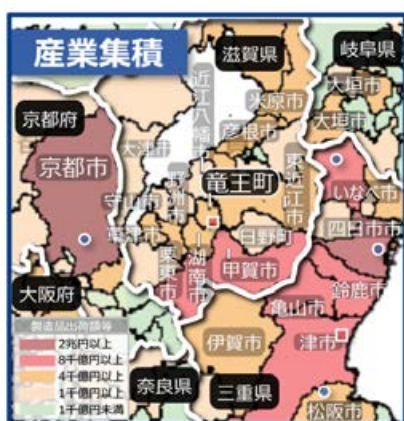 産業集積
滋賀県
岐阜県
大垣市
近江八幡市
米原市
京都府
彦根市
大垣市
京都市
大津市
竜王町
東近江市
いなべ市
守山市
野洲市
草津市
日野町
四日市市
栗東市
湖南市
甲賀市
鈴鹿市
大阪府
亀山市
製造品出荷額等
2兆円以上
8千億円以上
4千億円以上
1千億円以上
1千億円未満
伊賀市
津市
奈良県
三重県
松阪市